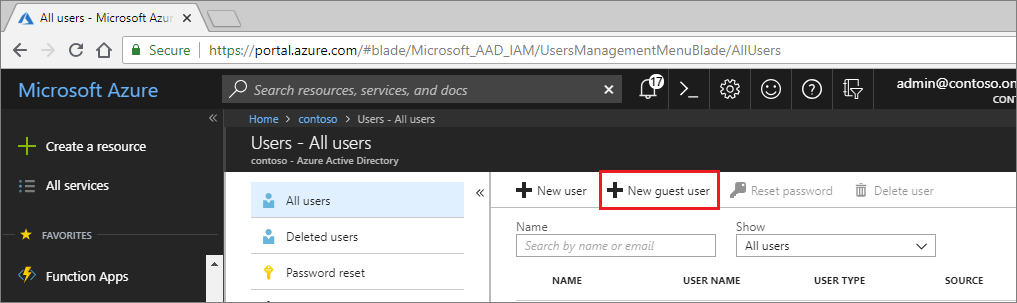 All users - Microsoft Azur
Secure https://portal.azure.com/#blade/Microsoft_AAD_IAM/UsersManagementMenuBlade/AllUsers
Microsoft Azure
Search resources, services, and docs
17
admin@contoso.on
CONT
Create a resource
All services
FAVORITES
Function Apps
Home > contoso > Users - All users
Users - All users
contoso - Azure Active Directory
All users
Deleted users
Password reset
New user
New guest user
Reset password
Delete user
Name
Search by name or email
Show
All users
NAME USER NAME USER TYPE SOURCE